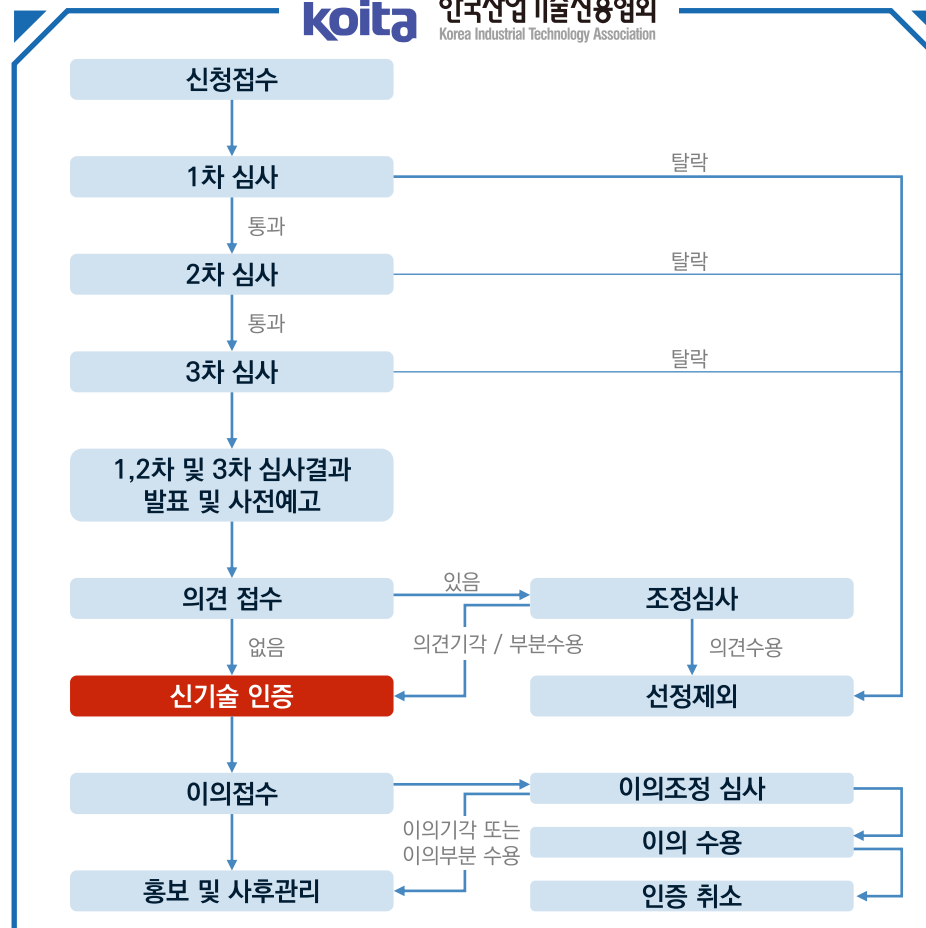 koita 한국산업기술진흥협회
Korea Industrial Technology Association
신청접수
1차 심사
탈락
통과
2차 심사
탈락
통과
3차 심사
탈락
1,2차 및 3차 심사결과
발표 및 사전예고
의견 접수
있음
조정심사
없음
의견기각 / 부분수용
의견수용
신기술 인증
선정제외
이의접수
이의조정 심사
이의기각 또는
이의부분 수용
이의 수용
홍보 및 사후관리
인증 취소